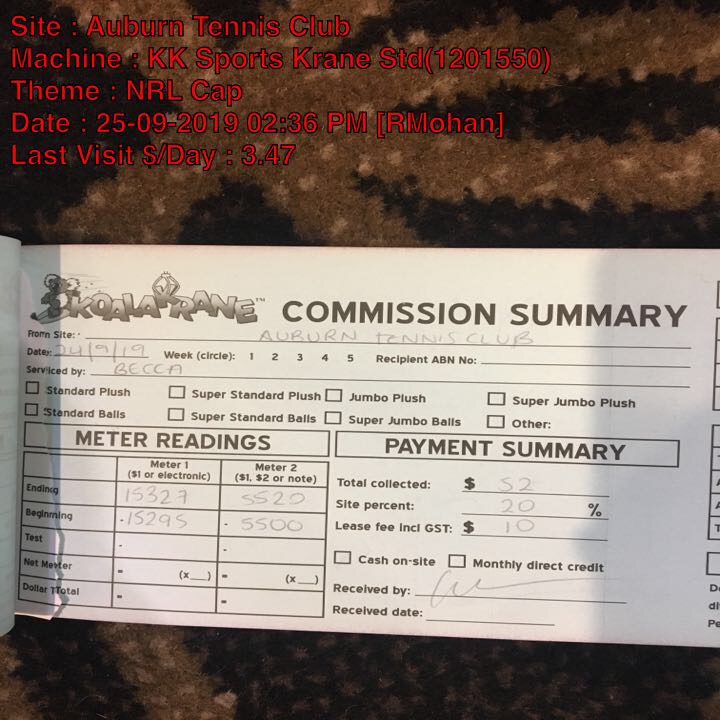 Site : Auburn Tennis Club
Machine : KK Sports Krane Std(1201550)
Theme : NRL Cap
Date : 25-09-2019 02:36 PM [RMohan]
Last Visit $/Day : 3.47
KOALA KRANE™ COMMISSION SUMMARY
From Site: AUBURN TENNIS CLUB
Date: 24/9/19 Week (circle): 1 2 3 4 5 Recipient ABN No:
Serviced by: BECCA
Standard Plush Super Standard Plush Jumbo Plush Super Jumbo Plush
Standard Balls Super Standard Balls Super Jumbo Balls Other:
METER READINGS
Meter 1 ($1 or electronic) Meter 2 ($1, $2 or note)
Ending 15327 5520
Beginning - 15295 - 5500
Test - -
Net Meter = (x__) = (x__)
Dollar Total = =
PAYMENT SUMMARY
Total collected: $ 52
Site percent: 20 %
Lease fee incl GST: $ 10
Cash on-site Monthly direct credit
Received by:
Received date: